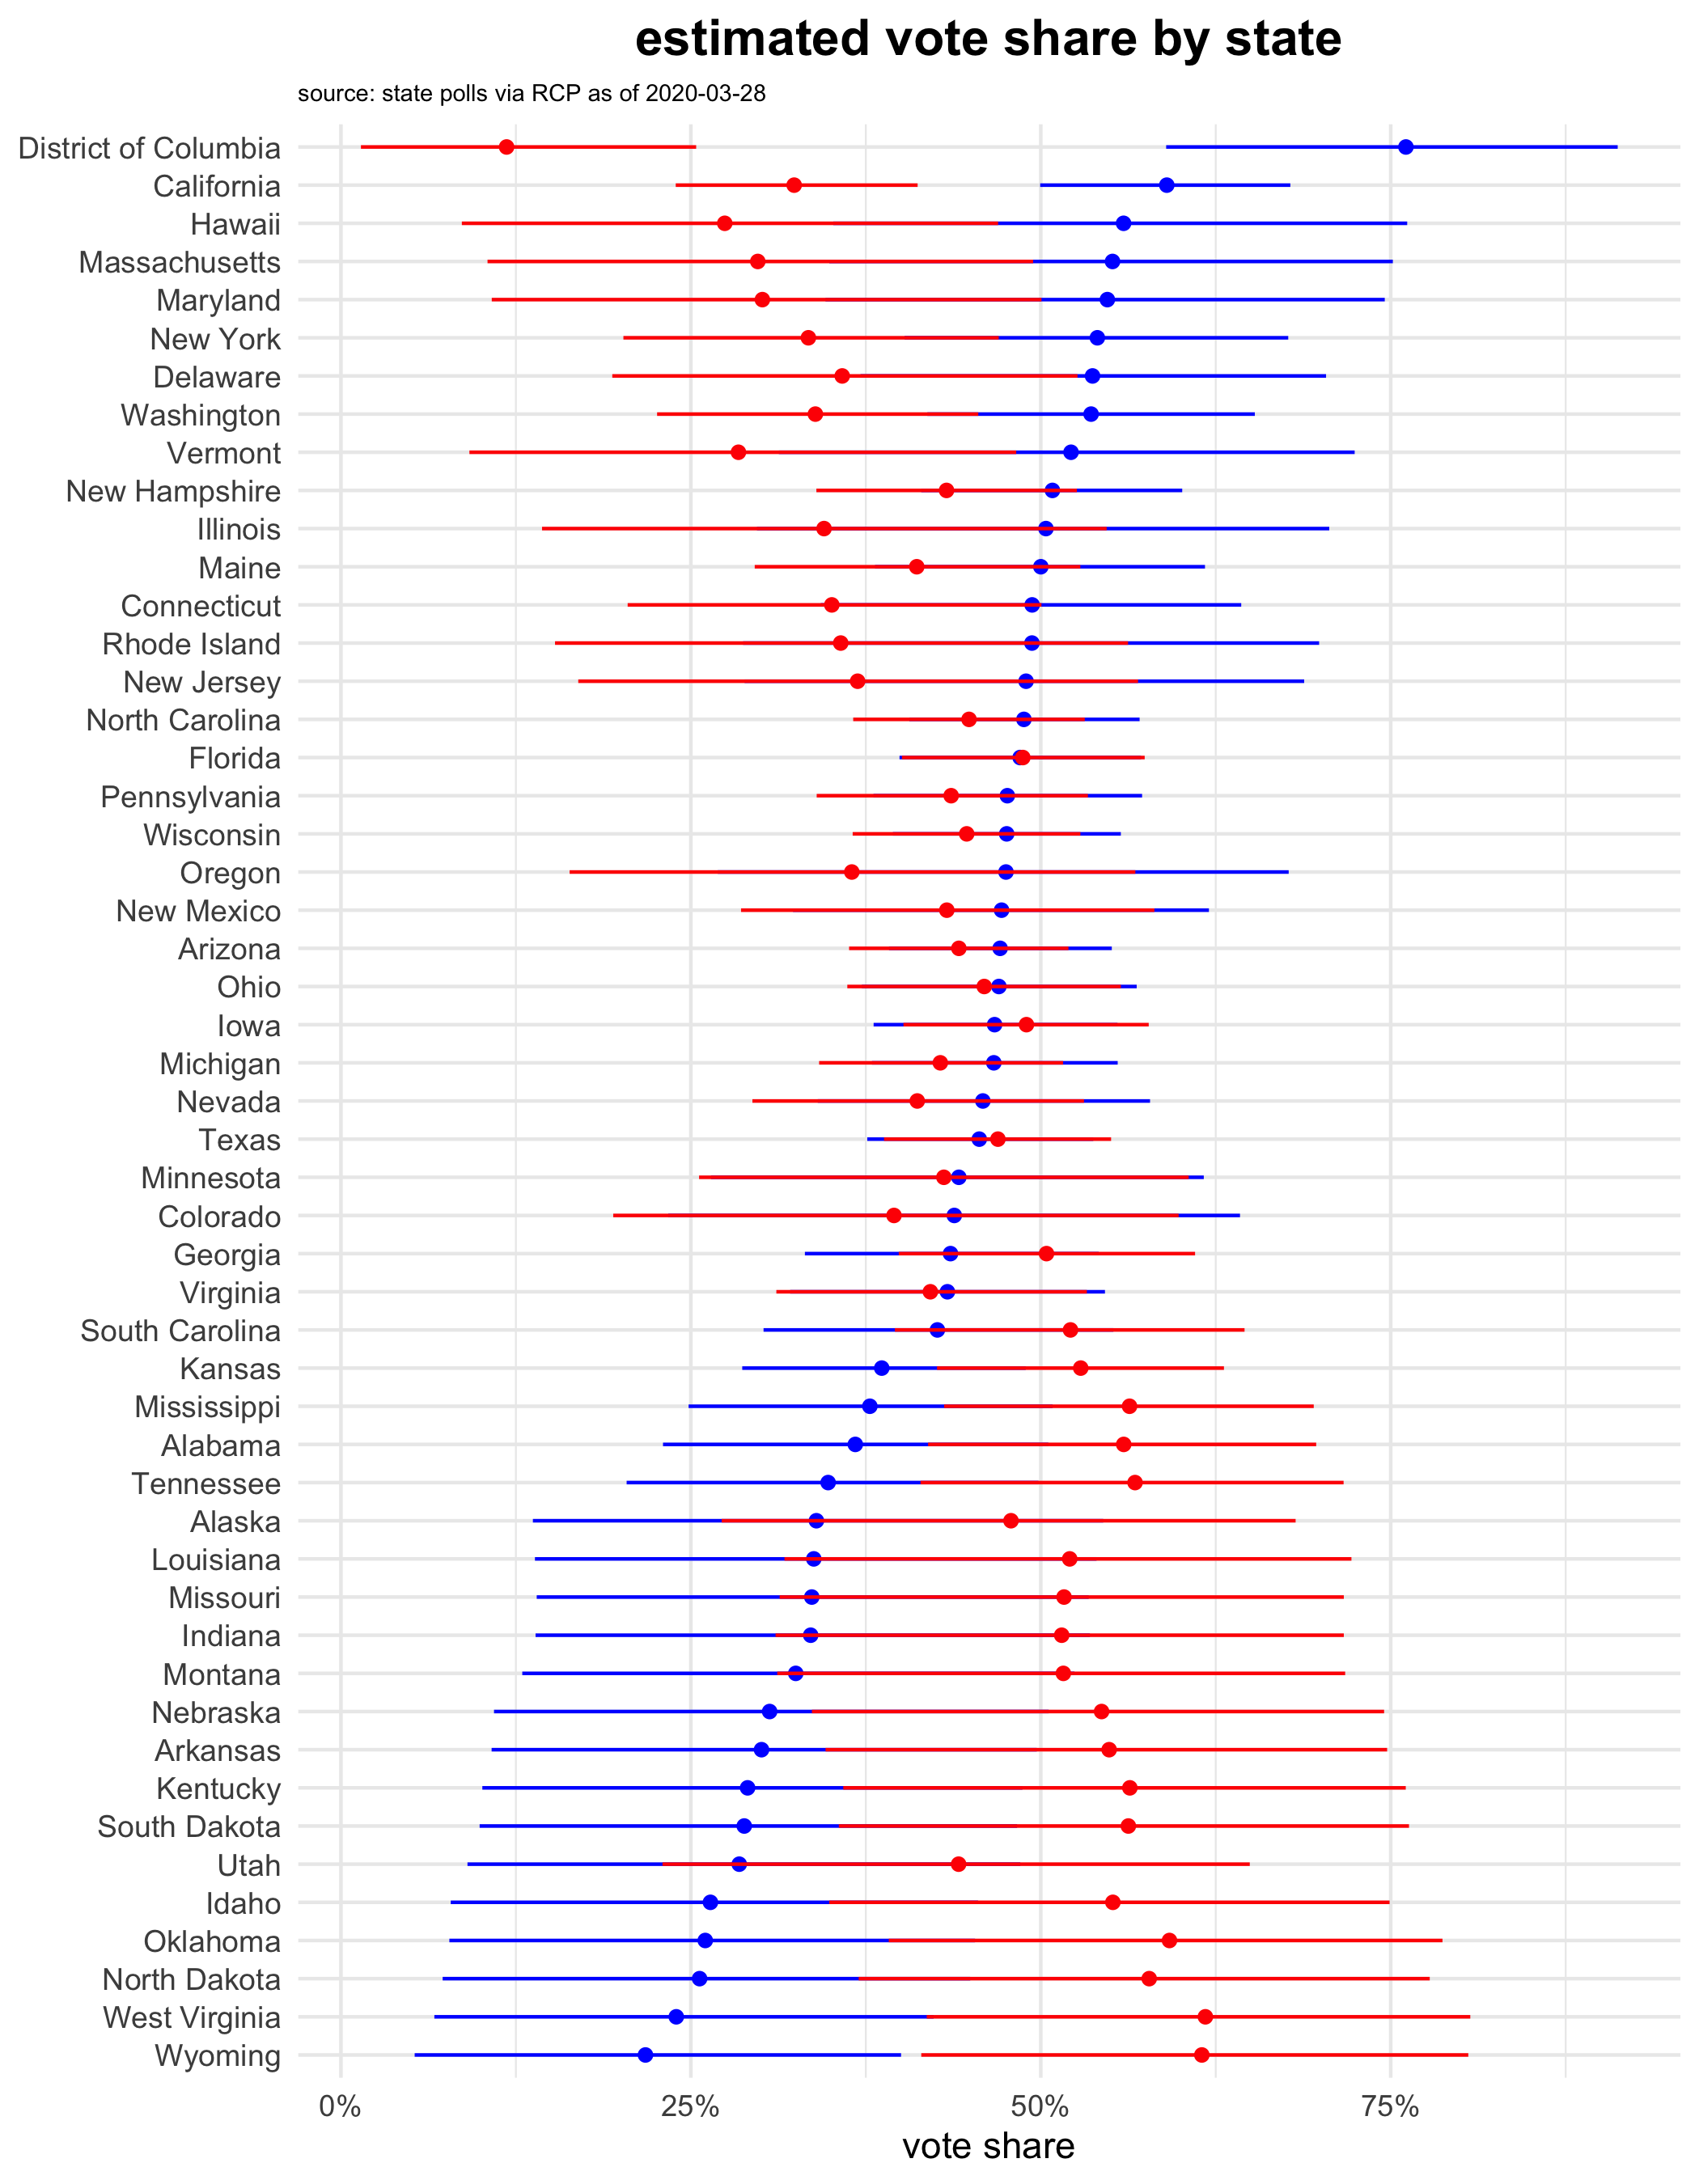 estimated vote share by state
source: state polls via RCP as of 2020-03-28
District of Columbia
California
Hawaii
Massachusetts
Maryland
New York
Delaware
Washington
Vermont
New Hampshire
Illinois
Maine
Connecticut
Rhode Island
New Jersey
North Carolina
Florida
Pennsylvania
Wisconsin
Oregon
New Mexico
Arizona
Ohio
Iowa
Michigan
Nevada
Texas
Minnesota
Colorado
Georgia
Virginia
South Carolina
Kansas
Mississippi
Alabama
Tennessee
Alaska
Louisiana
Missouri
Indiana
Montana
Nebraska
Arkansas
Kentucky
South Dakota
Utah
Idaho
Oklahoma
North Dakota
West Virginia
Wyoming
0% 25% 50% 75%
vote share